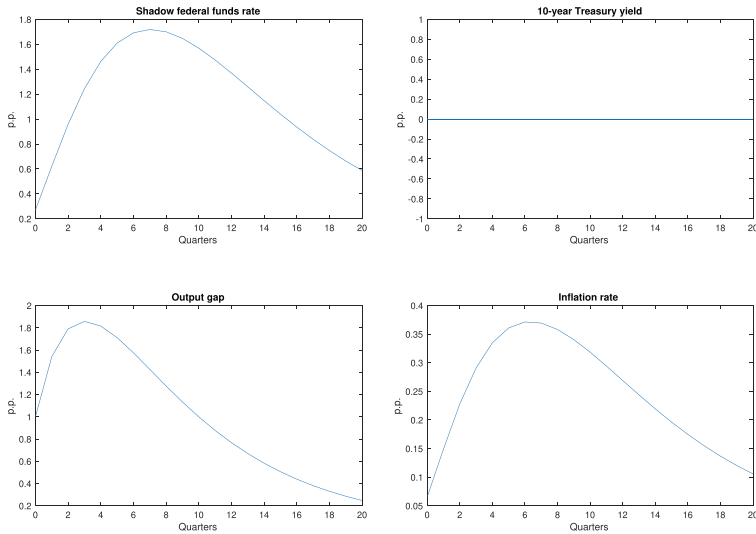 Shadow federal funds rate
1.8
1.6
1.4
1.2
1
0.8
0.6
0.4
0.2
p.p.
0 2 4 6 8 10 12 14 16 18 20
Quarters
10-year Treasury yield
1
0.8
0.6
0.4
0.2
0
-0.2
-0.4
-0.6
-0.8
-1
p.p.
0 2 4 6 8 10 12 14 16 18 20
Quarters
Output gap
2
1.8
1.6
1.4
1.2
1
0.8
0.6
0.4
0.2
p.p.
0 2 4 6 8 10 12 14 16 18 20
Quarters
Inflation rate
0.4
0.35
0.3
0.25
0.2
0.15
0.1
0.05
p.p.
0 2 4 6 8 10 12 14 16 18 20
Quarters